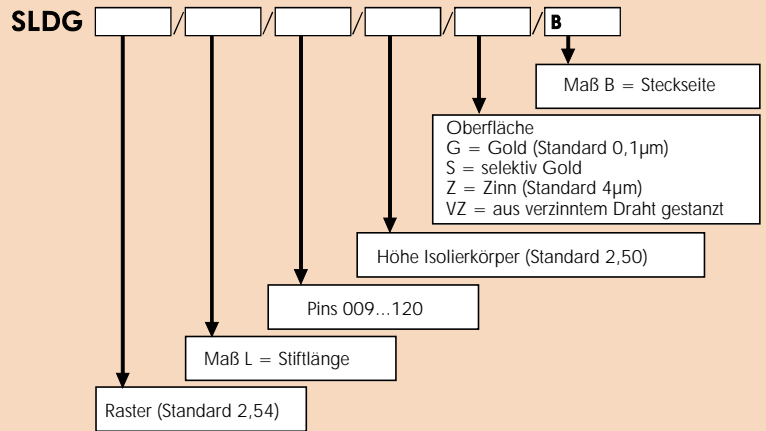 SLDG / / / / / B
Maß B = Steckseite
Oberfläche
G = Gold (Standard 0,1µm)
S = selektiv Gold
Z = Zinn (Standard 4µm)
VZ = aus verzinntem Draht gestanzt
Höhe Isolierkörper (Standard 2,50)
Pins 009...120
Maß L = Stiftlänge
Raster (Standard 2,54)